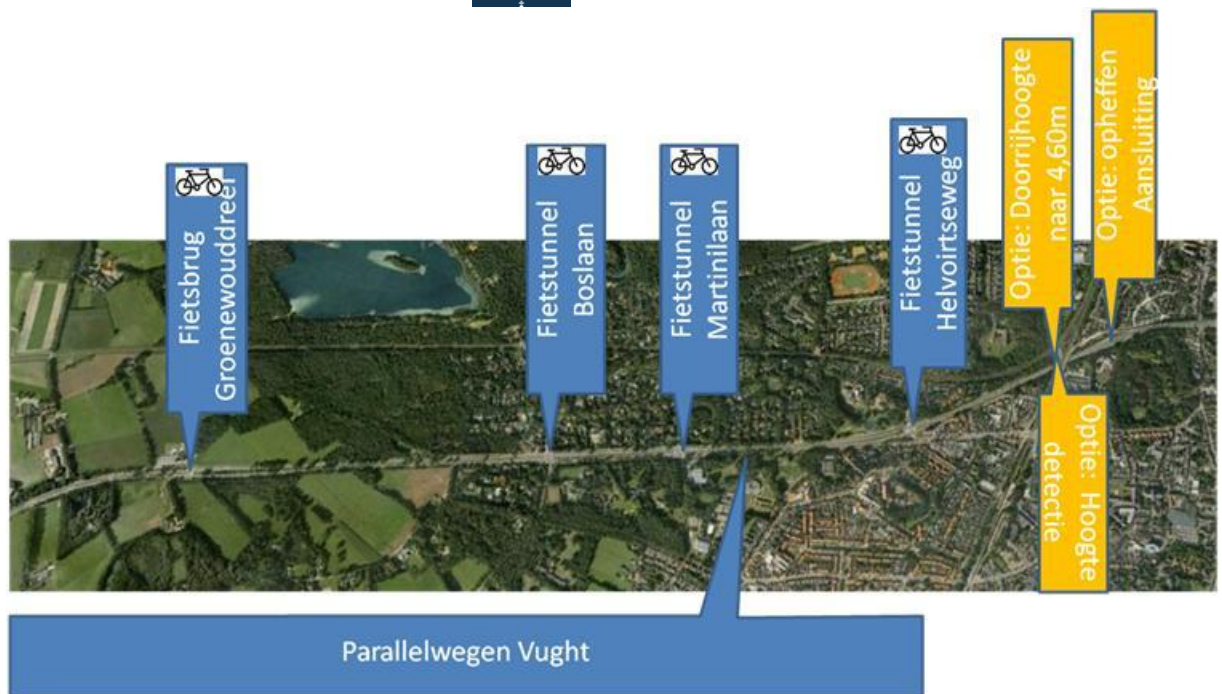 Fietsbrug
Groenewouddreef
Fietstunnel
Boslaan
Fietstunnel
Martinilaan
Fietstunnel
Helvoirtseweg
Optie: Doorrijhoogte
naar 4,60m
Optie: opheffen
Aansluiting
Optie: Hoogte
detectie
Parallelwegen Vught